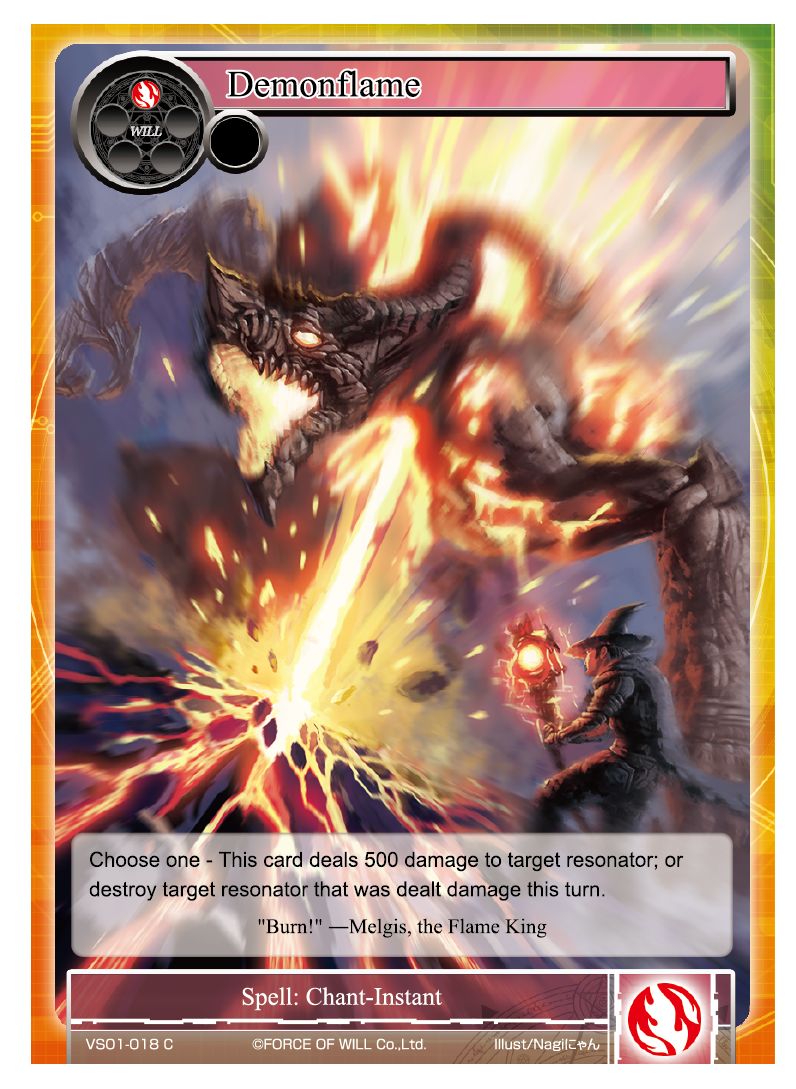 Demonflame
WILL
Choose one - This card deals 500 damage to target resonator; or
destroy target resonator that was dealt damage this turn.
"Burn!" —Melgis, the Flame King
Spell: Chant-Instant
VS01-018 C ©FORCE OF WILL Co.,Ltd. Illust/Nagiにゃん